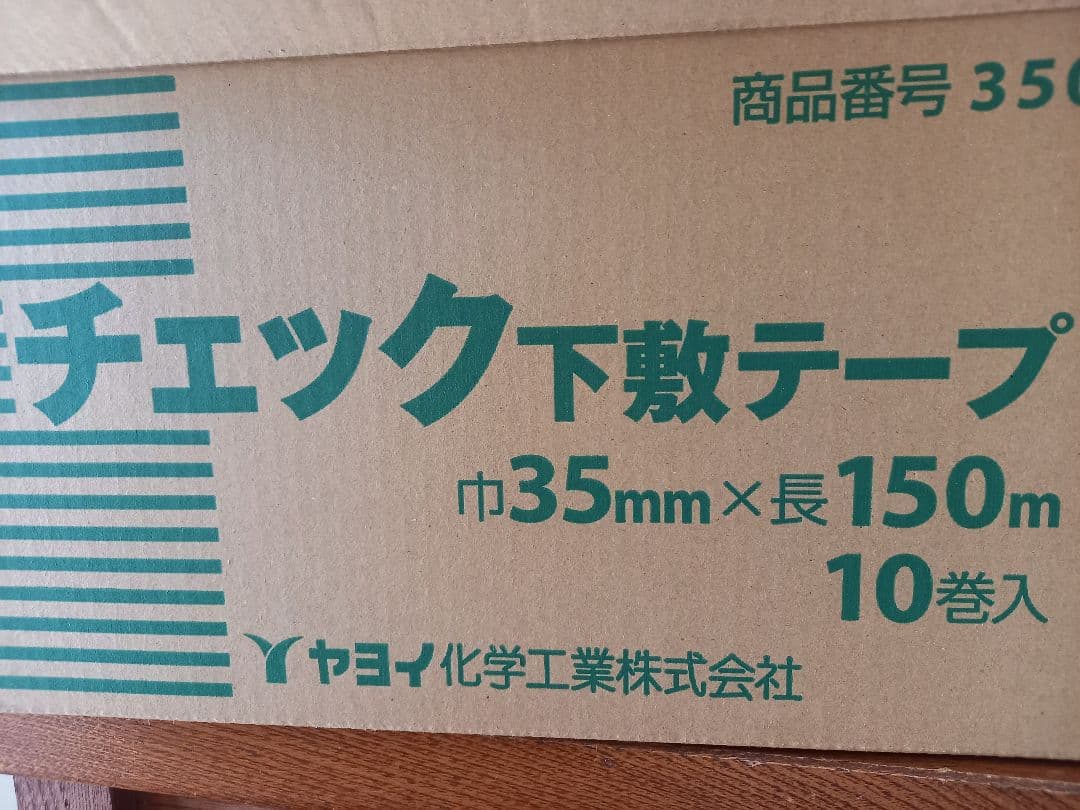 商品番号 350
チェック下敷テープ
巾35mm×長150m
10巻入
ヤヨイ化学工業株式会社